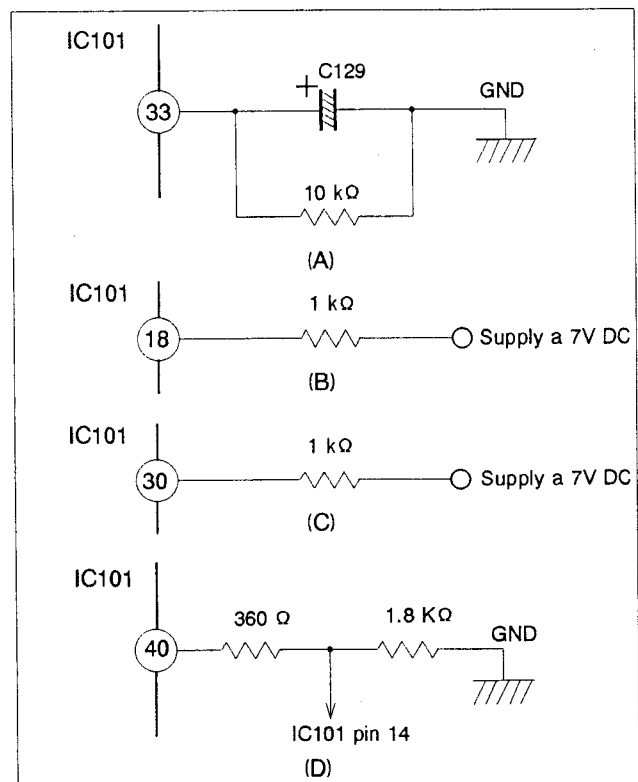 IC101
C129
+
GND
33
10 kΩ
(A)
IC101
1 kΩ
18
Supply a 7V DC
(B)
IC101
1 kΩ
30
Supply a 7V DC
(C)
IC101
360 Ω
1.8 KΩ
GND
40
IC101 pin 14
(D)